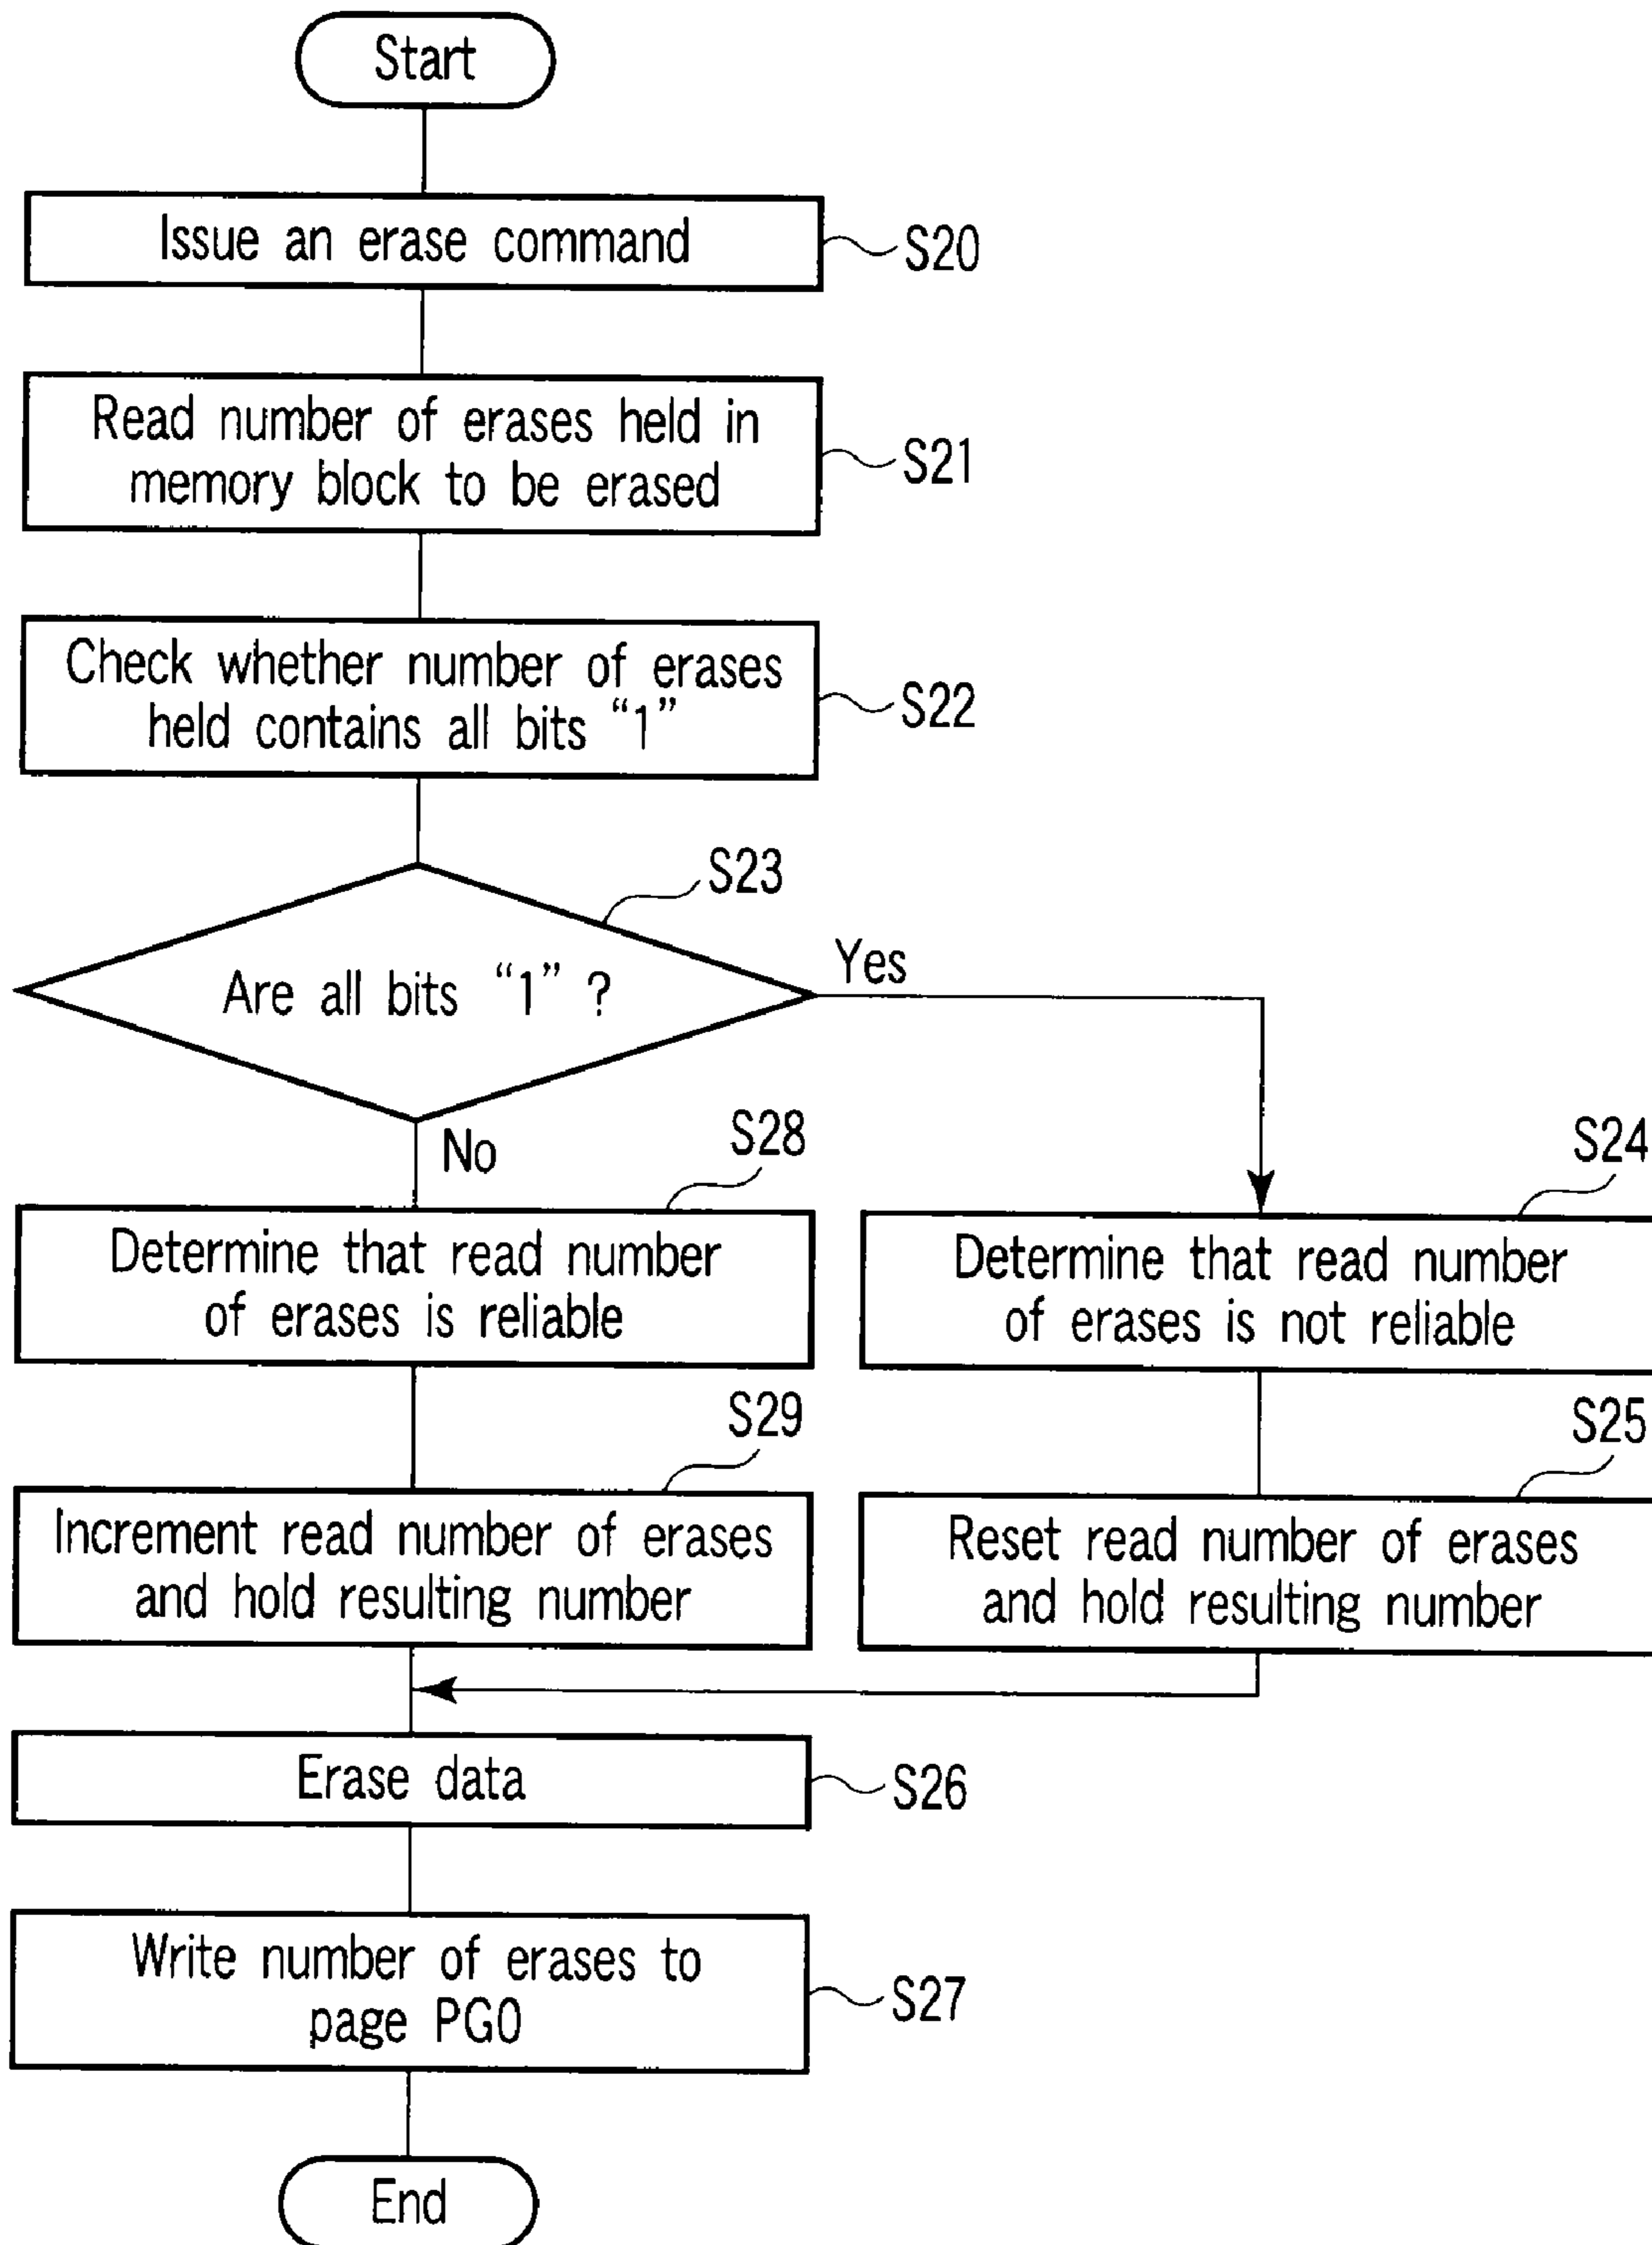 Start
Issue an erase command
S20
Read number of erases held in
memory block to be erased
S21
Check whether number of erases
held contains all bits “1”
S22
S23
Are all bits “1” ?
Yes
No
S28
Determine that read number
of erases is reliable
S24
Determine that read number
of erases is not reliable
S29
Increment read number of erases
and hold resulting number
S25
Reset read number of erases
and hold resulting number
Erase data
S26
Write number of erases to
page PG0
S27
End